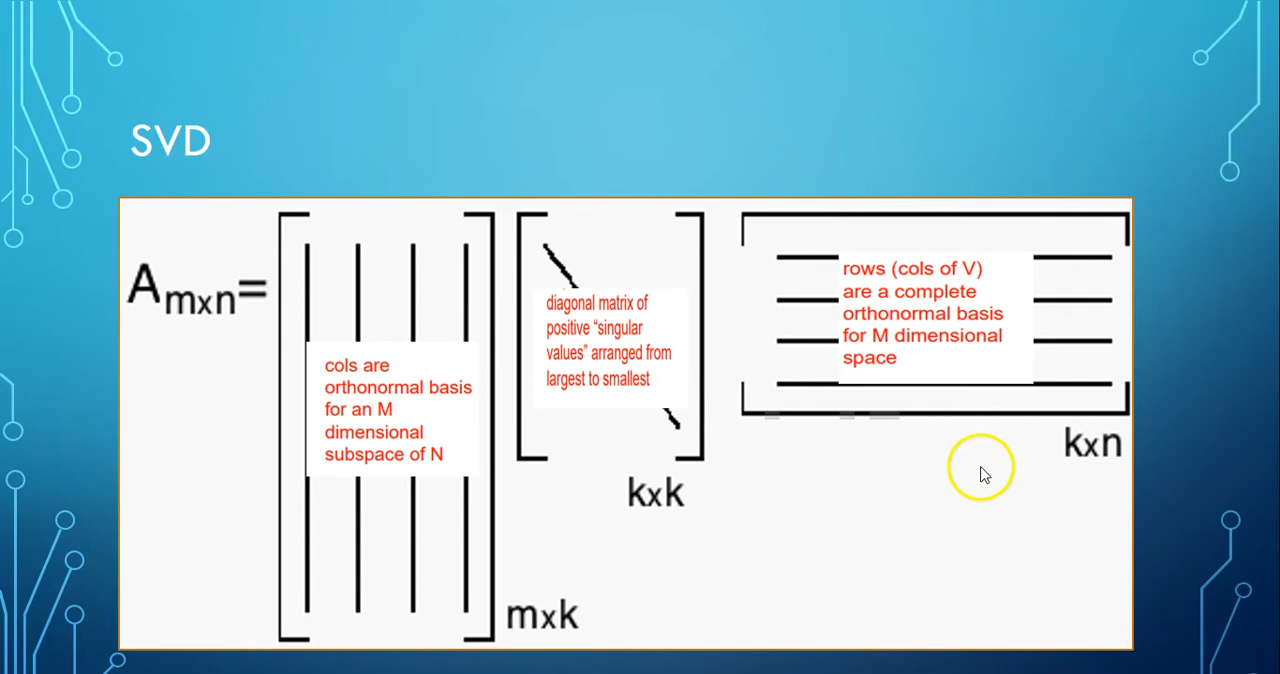 SVD
Amxn=
cols are
orthonormal basis
for an M
dimensional
subspace of N
mxk
diagonal matrix of
positive “singular
values” arranged from
largest to smallest
kxk
rows (cols of V)
are a complete
orthonormal basis
for M dimensional
space
kxn